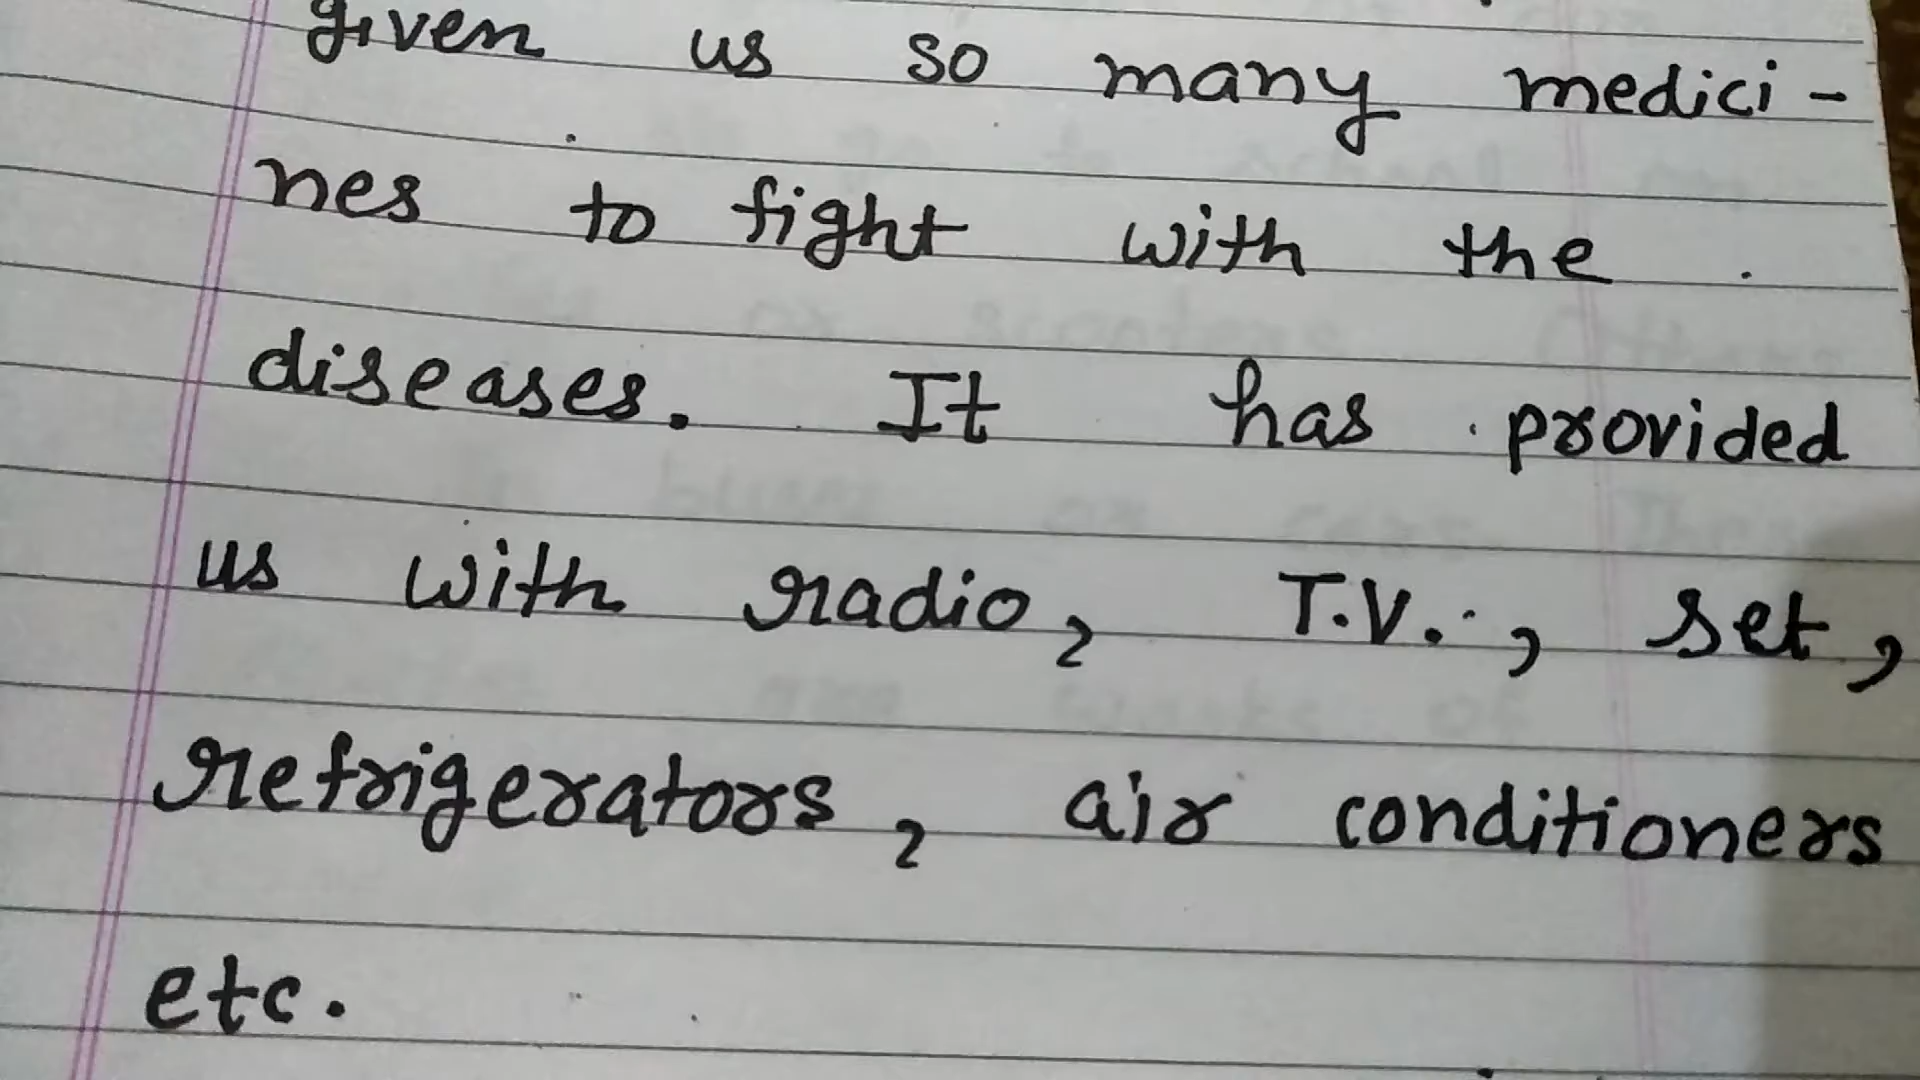 given us so many medici-
nes to fight with the
diseases. It has provided
us with radio, T.V., set,
refrigerators, air conditioners
etc.